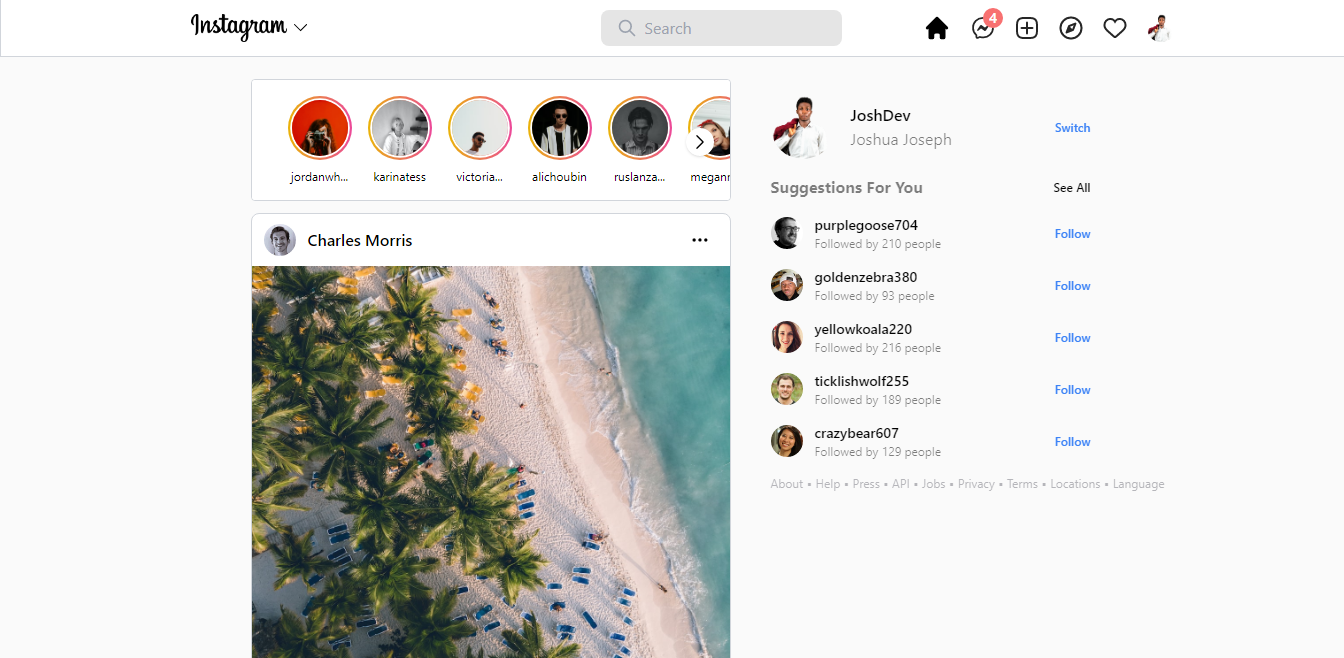 Instagram
Search
4
jordanwh...
karinatess
victoria...
alichoubin
ruslanza...
JoshDev
Joshua Joseph
Switch
Charles Morris
Suggestions For You
See All
purplegoose704
Followed by 210 people
Follow
goldenzebra380
Followed by 93 people
Follow
yellowkoala220
Followed by 216 people
Follow
ticklishwolf255
Followed by 189 people
Follow
crazybear607
Followed by 129 people
Follow
About • Help • Press • API • Jobs • Privacy • Terms • Locations • Language